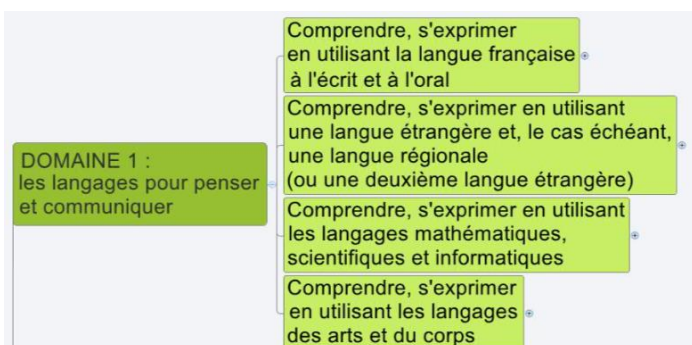 DOMAINE 1 :
les langages pour penser
et communiquer
Comprendre, s'exprimer
en utilisant la langue française
à l'écrit et à l'oral
Comprendre, s'exprimer en utilisant
une langue étrangère et, le cas échéant,
une langue régionale
(ou une deuxième langue étrangère)
Comprendre, s'exprimer en utilisant
les langages mathématiques,
scientifiques et informatiques
Comprendre, s'exprimer
en utilisant les langages
des arts et du corps